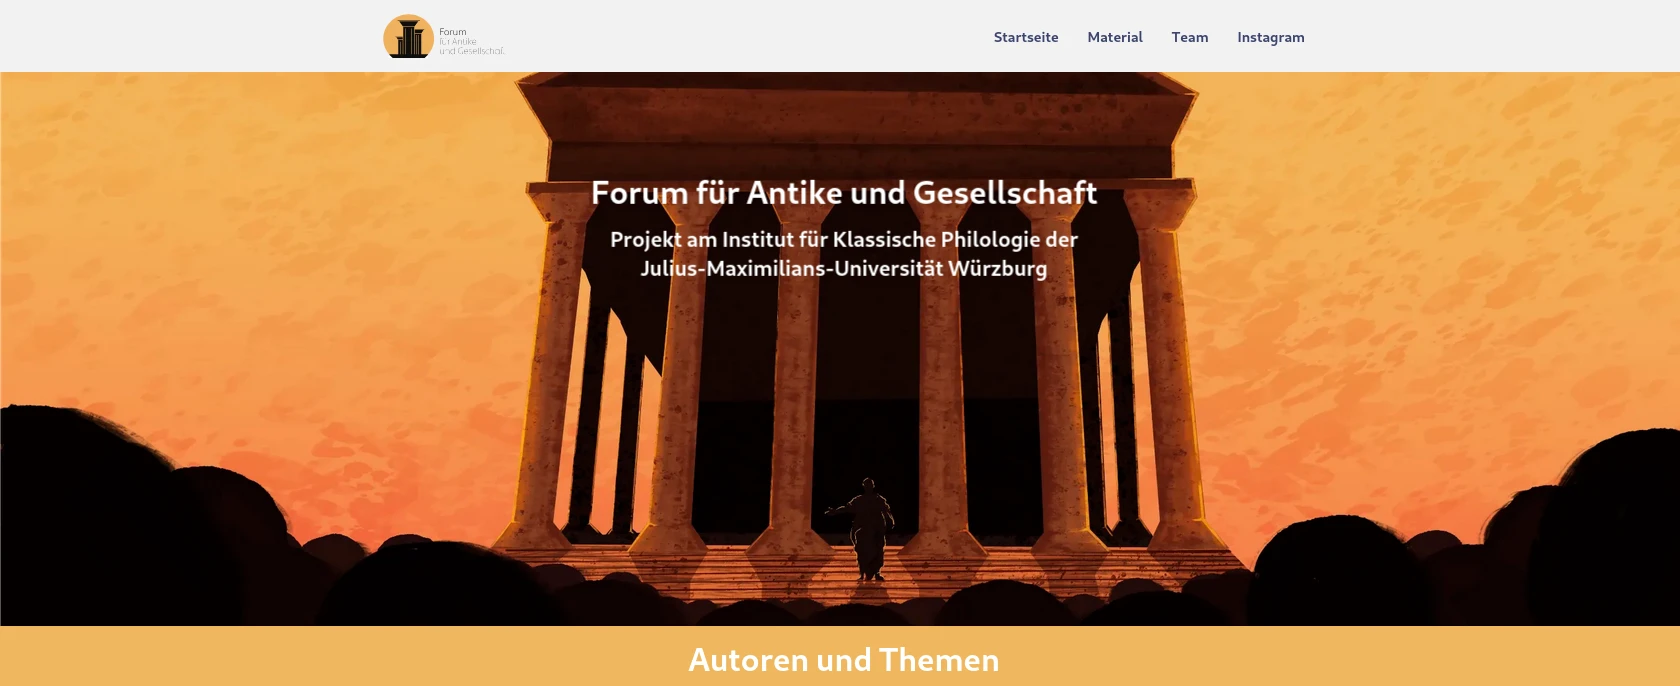 Forum
für Antike
und Gesellschaft
Startseite
Material
Team
Instagram
Forum für Antike und Gesellschaft
Projekt am Institut für Klassische Philologie der
Julius-Maximilians-Universität Würzburg
Autoren und Themen